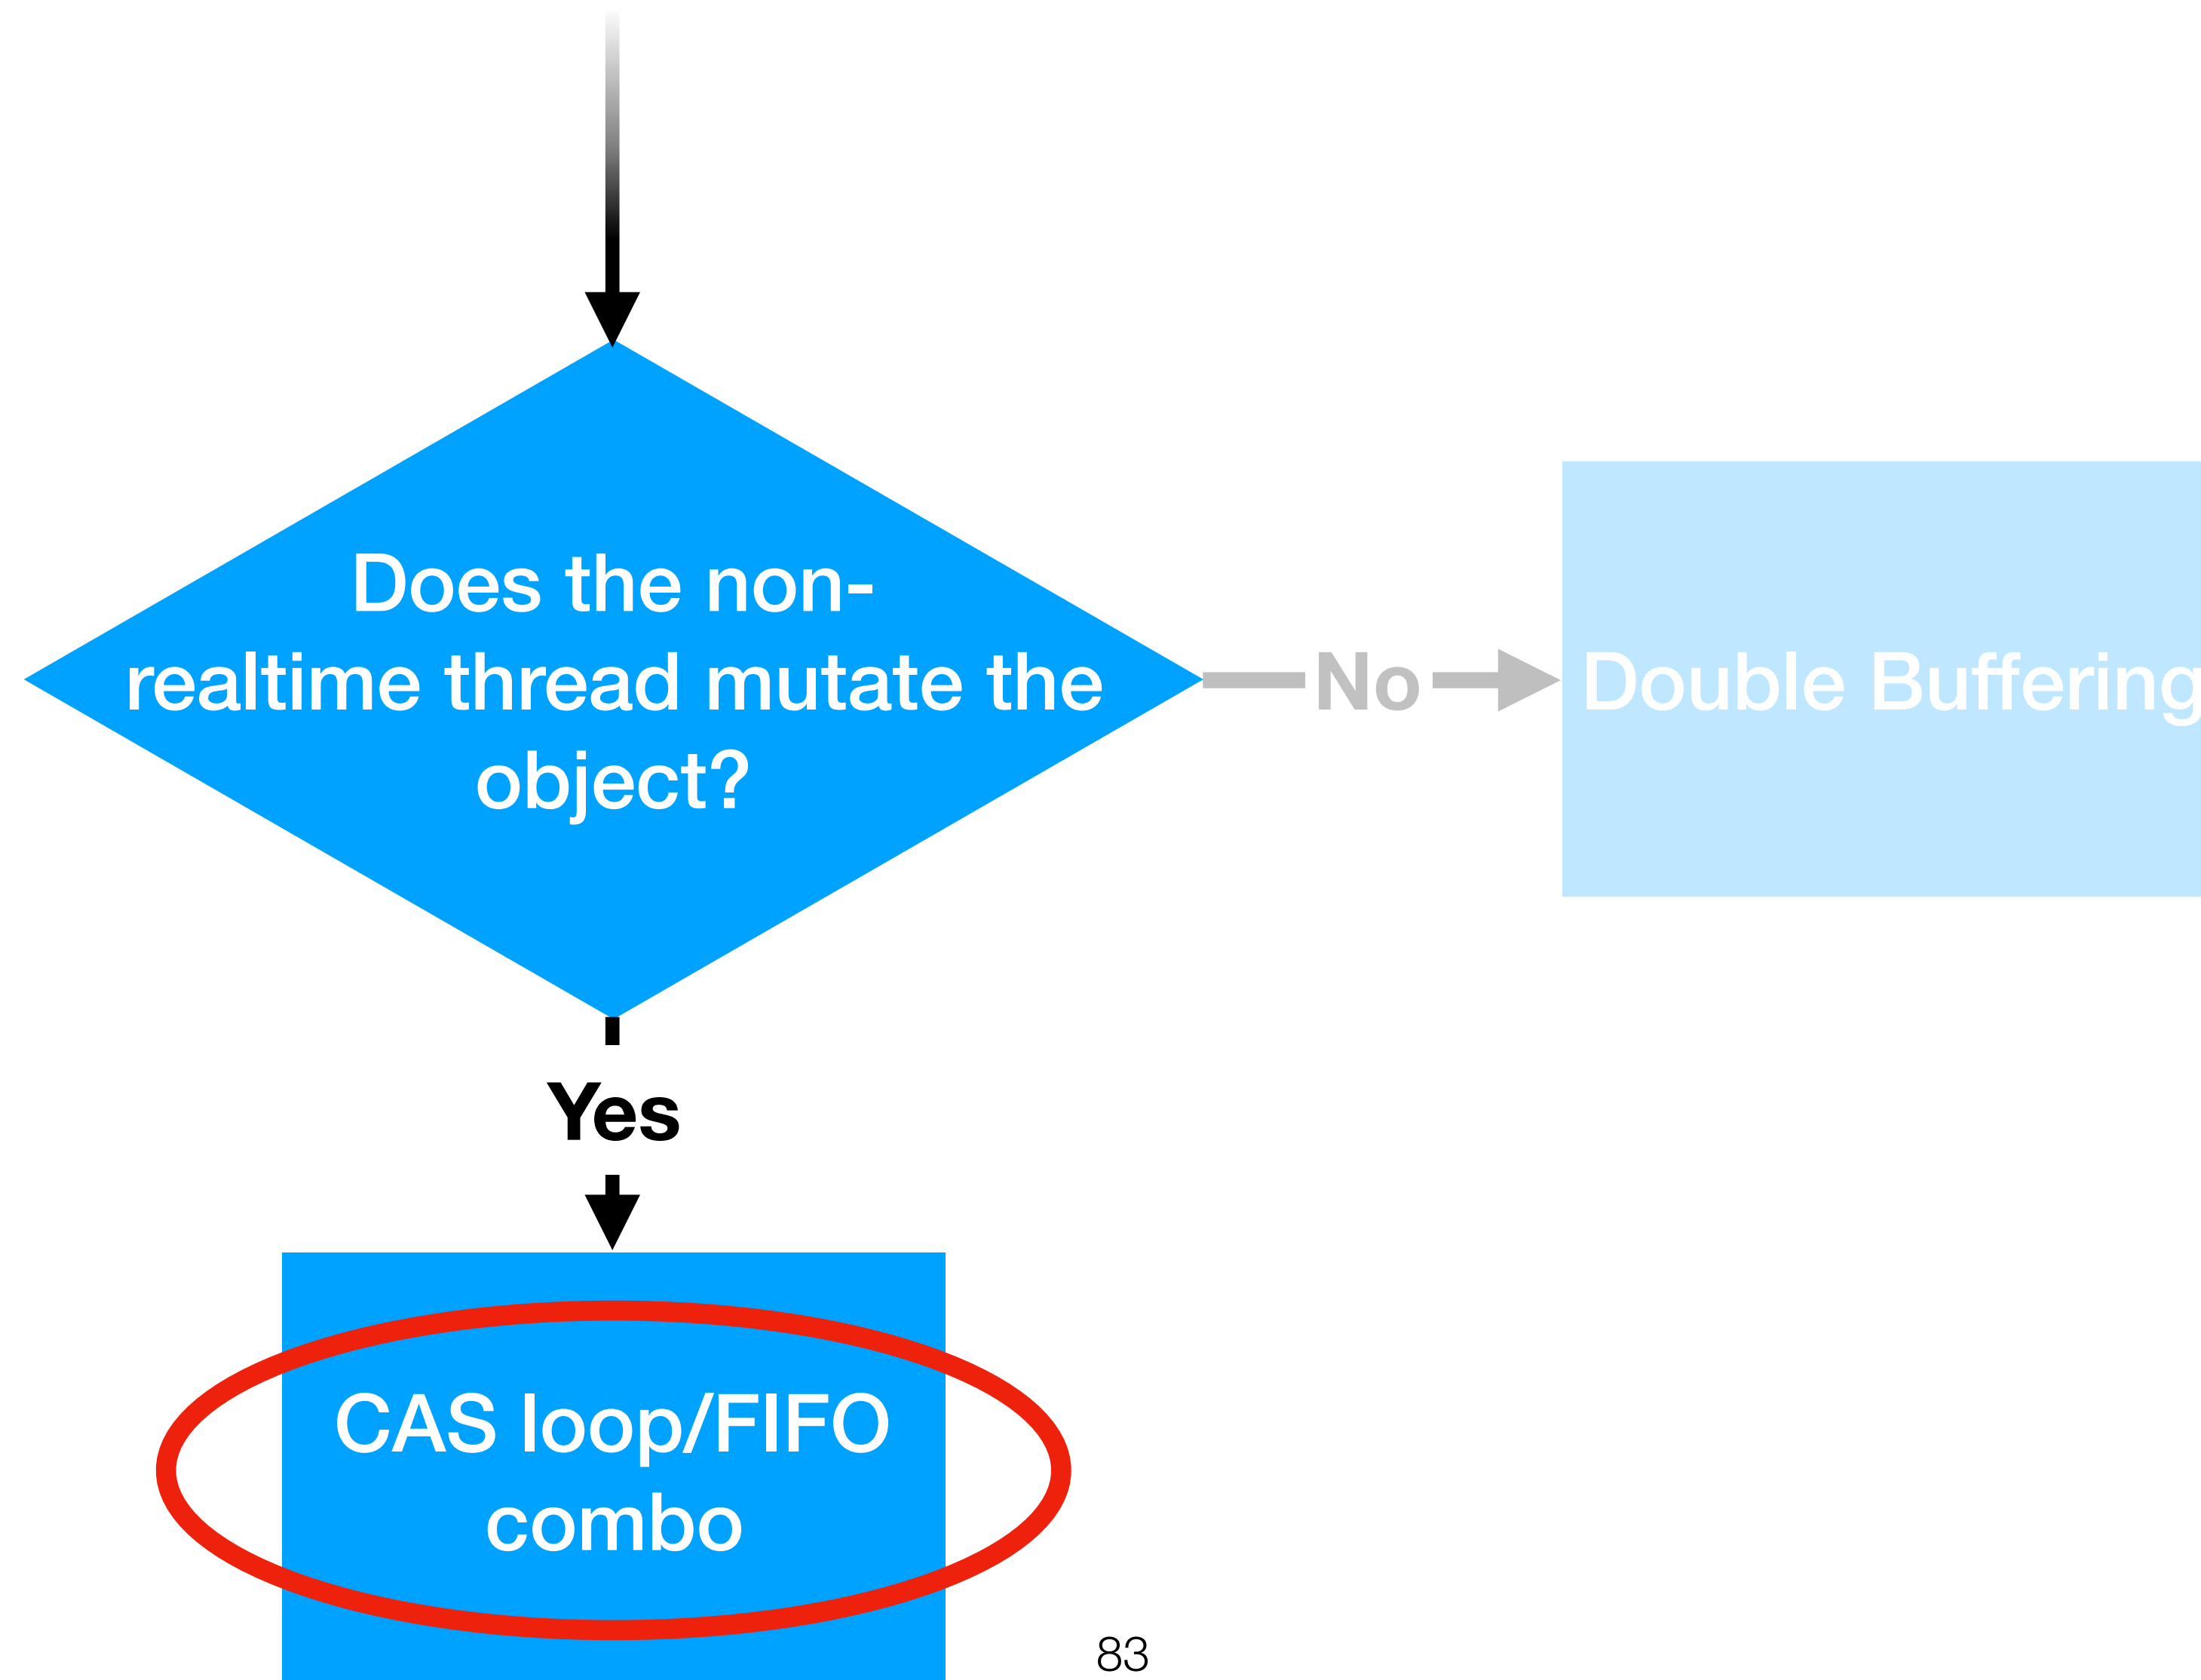 Does the non-
realtime thread mutate the
object?
No
Double Buffering
Yes
CAS loop/FIFO
combo
83